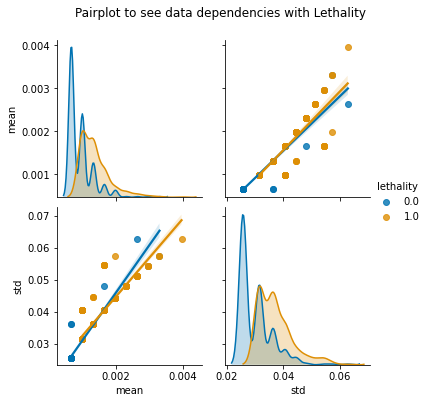 Pairplot to see data dependencies with Lethality
0.004
0.003
0.002
0.001
mean
lethality
0.0
1.0
0.07
0.06
0.05
0.04
0.03
std
0.002
0.004
mean
0.02
0.04
0.06
std